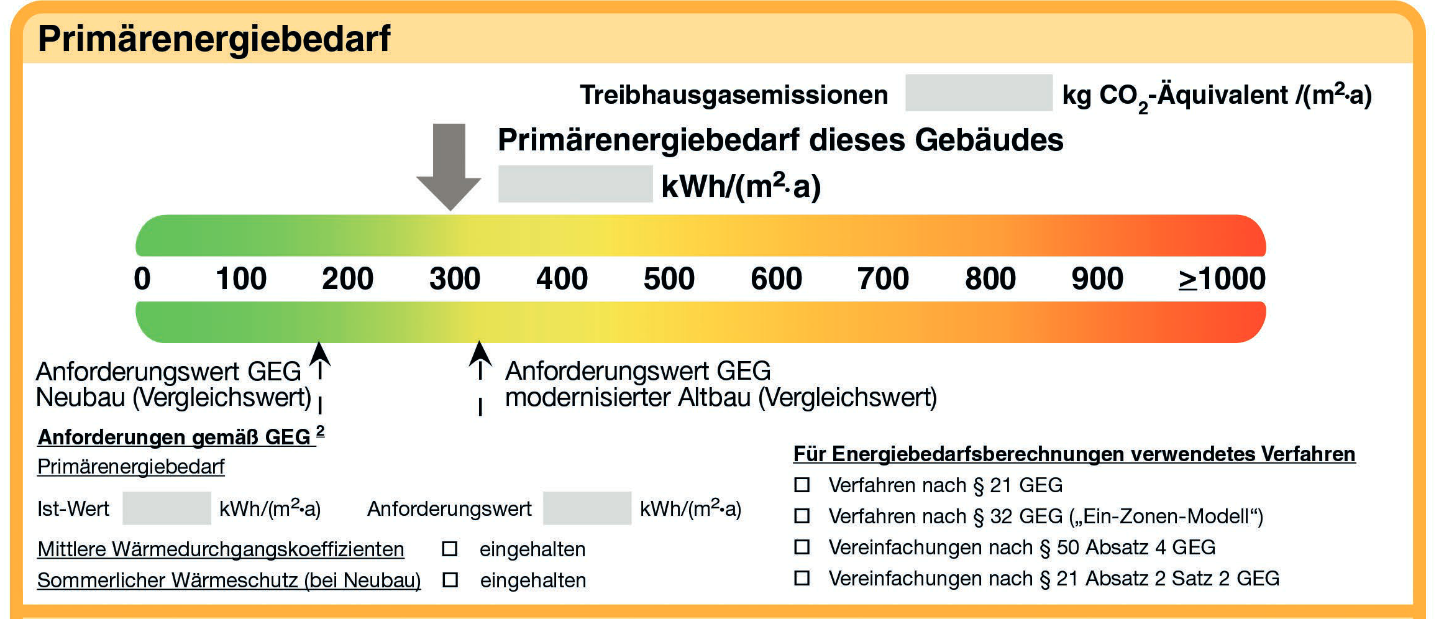 Primärenergiebedarf
Treibhausgasemissionen kg CO₂-Äquivalent /(m²·a)
Primärenergiebedarf dieses Gebäudes
kWh/(m²·a)
0 100 200 300 400 500 600 700 800 900 ≥1000
Anforderungswert GEG
Neubau (Vergleichswert)
Anforderungswert GEG
modernisierter Altbau (Vergleichswert)
Anforderungen gemäß GEG ²
Primärenergiebedarf
Ist-Wert kWh/(m²·a) Anforderungswert kWh/(m²·a)
Mittlere Wärmedurchgangskoeffizienten ☐ eingehalten
Sommerlicher Wärmeschutz (bei Neubau) ☐ eingehalten
Für Energiebedarfsberechnungen verwendetes Verfahren
☐ Verfahren nach § 21 GEG
☐ Verfahren nach § 32 GEG („Ein-Zonen-Modell“)
☐ Vereinfachungen nach § 50 Absatz 4 GEG
☐ Vereinfachungen nach § 21 Absatz 2 Satz 2 GEG